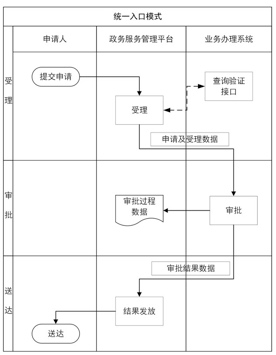 统一入口模式
申请人
政务服务管理平台
业务办理系统
受
理
提交申请
受理
查询验证
接口
申请及受理数据
审
批
审批过程
数据
审批
审批结果数据
送
达
结果发放
送达